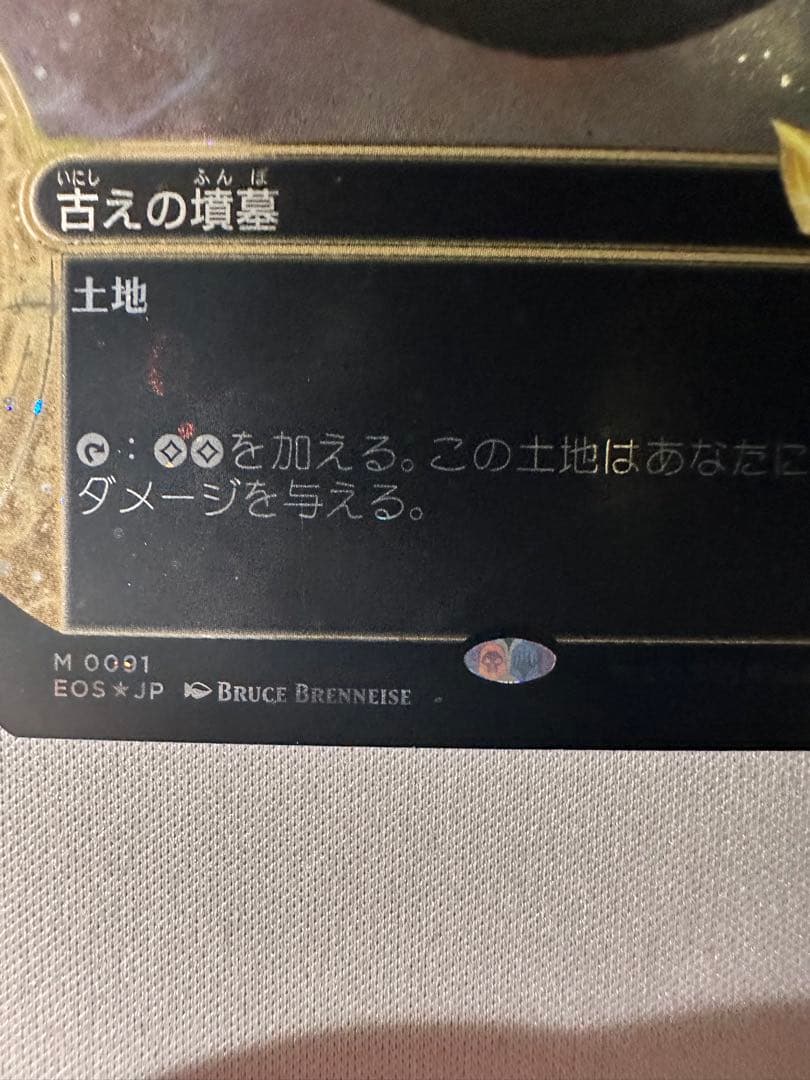 いにし ふんぼ
古えの墳墓
土地
：を加える。この土地はあなたに
ダメージを与える。
M 0091
EOS★JP BRUCE BRENNEISE